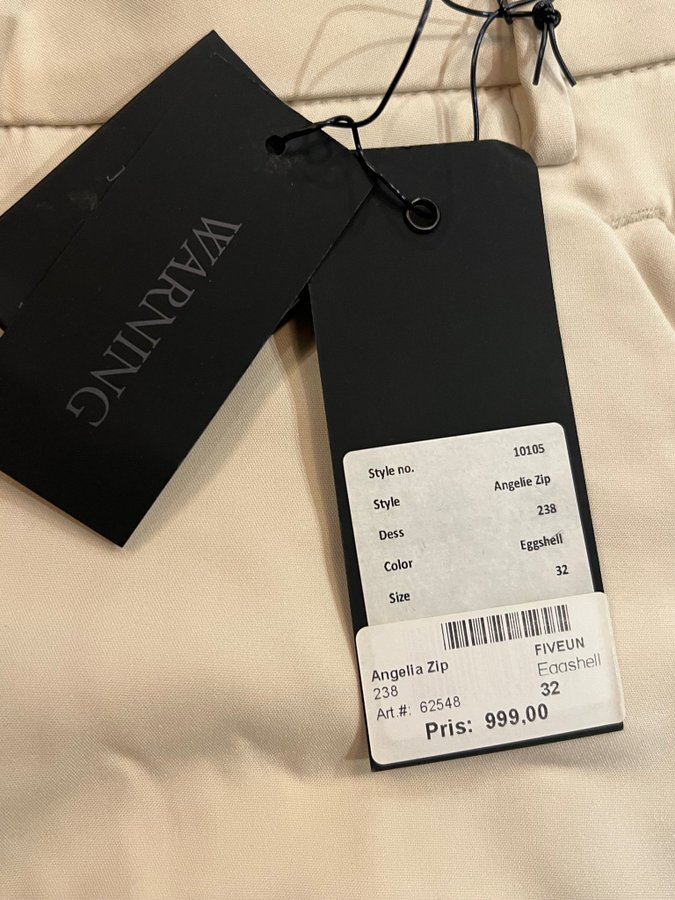 WARNING
Style no. 10105
Style Angelie Zip
Dess 238
Color Eggshell
Size 32
Angelia Zip FIVEUN
238 Eggshell
Art.#: 62548 32
Pris: 999,00